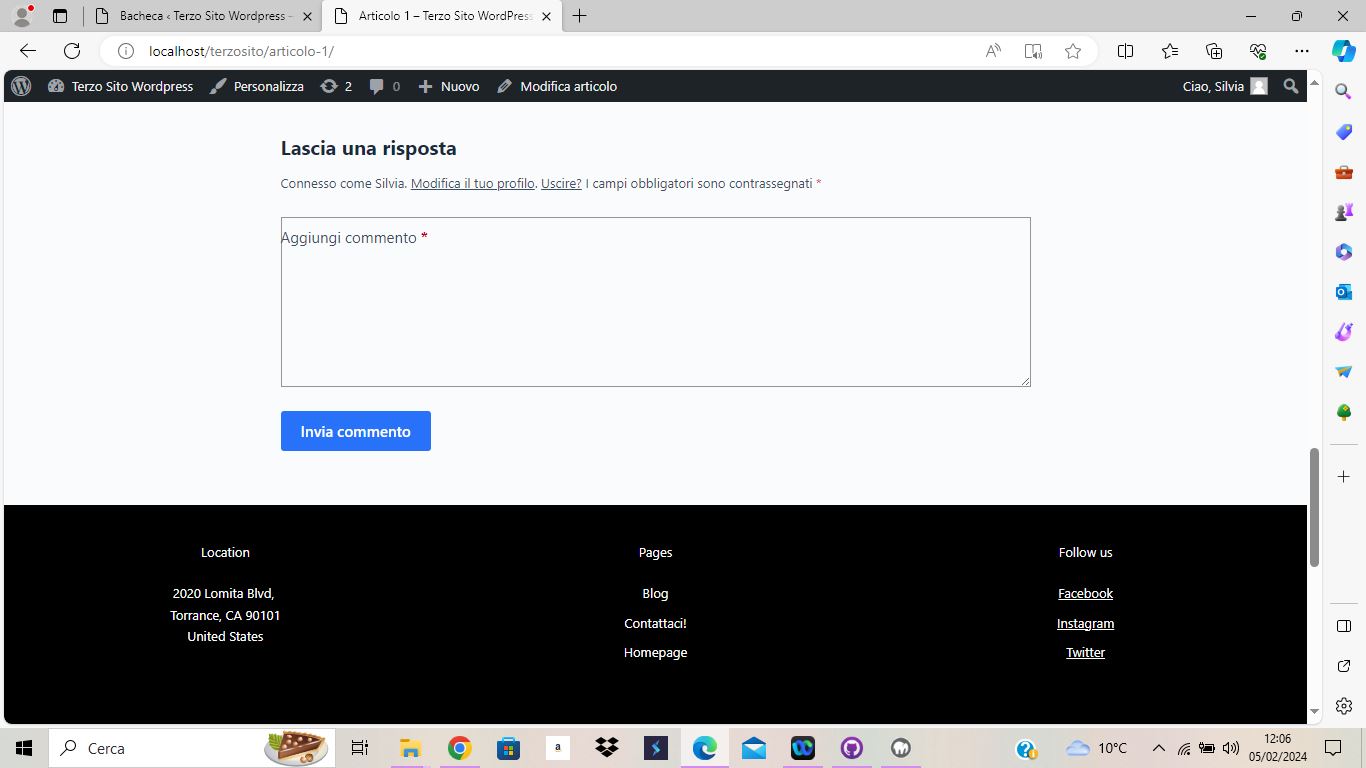 Bacheca ‹ Terzo Sito Wordpress –
Articolo 1 – Terzo Sito WordPress
localhost/terzosito/articolo-1/
Terzo Sito Wordpress
Personalizza
2
0
Nuovo
Modifica articolo
Ciao, Silvia
Lascia una risposta
Connesso come Silvia. Modifica il tuo profilo. Uscire? I campi obbligatori sono contrassegnati *
Aggiungi commento *
Invia commento
Location
2020 Lomita Blvd,
Torrance, CA 90101
United States
Pages
Blog
Contattaci!
Homepage
Follow us
Facebook
Instagram
Twitter
Cerca
a
10°C
12:06
05/02/2024